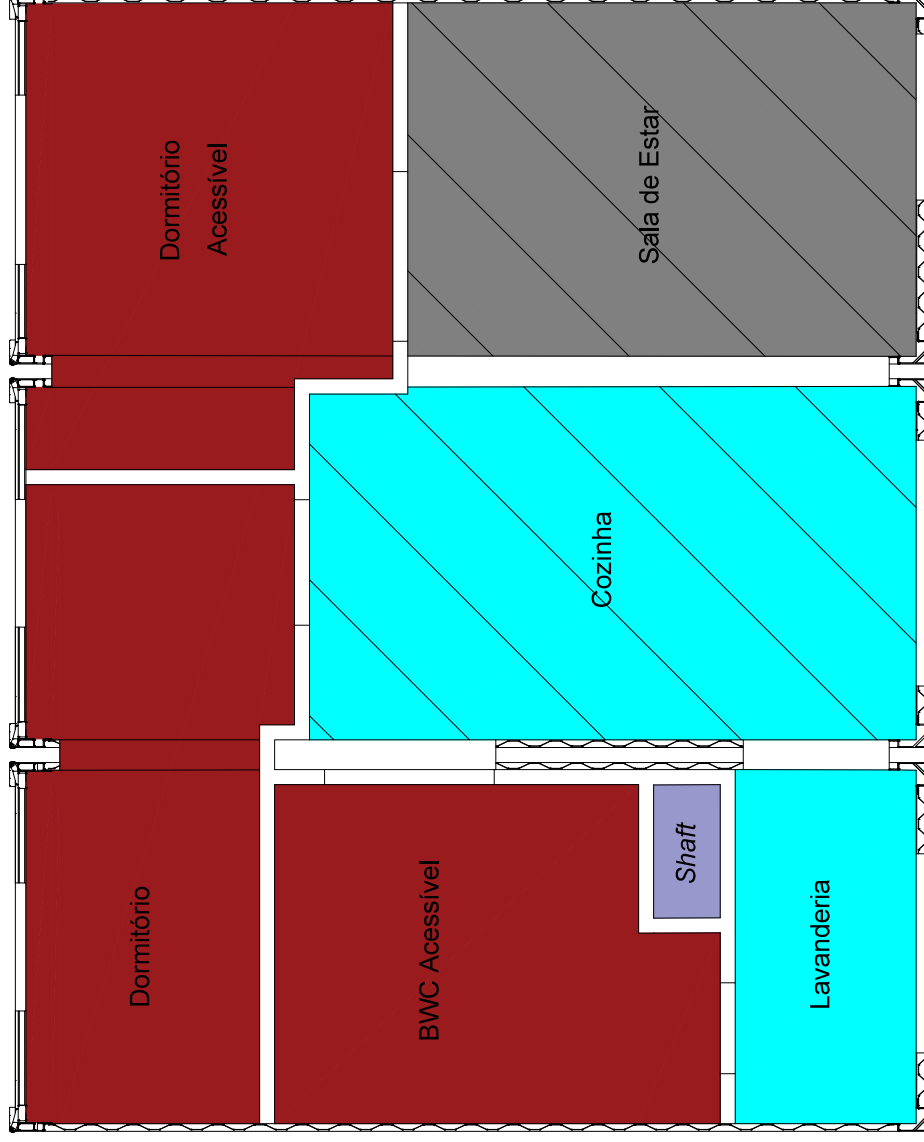 Dormitório
Acessível
Sala de Estar
Cozinha
Dormitório
BWC Acessível
Shaft
Lavanderia